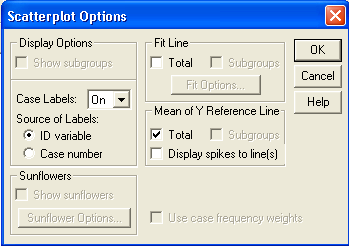 Scatterplot Options
Display Options
Show subgroups
Case Labels: On
Source of Labels:
ID variable
Case number
Sunflowers
Show sunflowers
Sunflower Options...
Fit Line
Total Subgroups
Fit Options...
Mean of Y Reference Line
Total Subgroups
Display spikes to line(s)
Use case frequency weights
OK
Cancel
Help